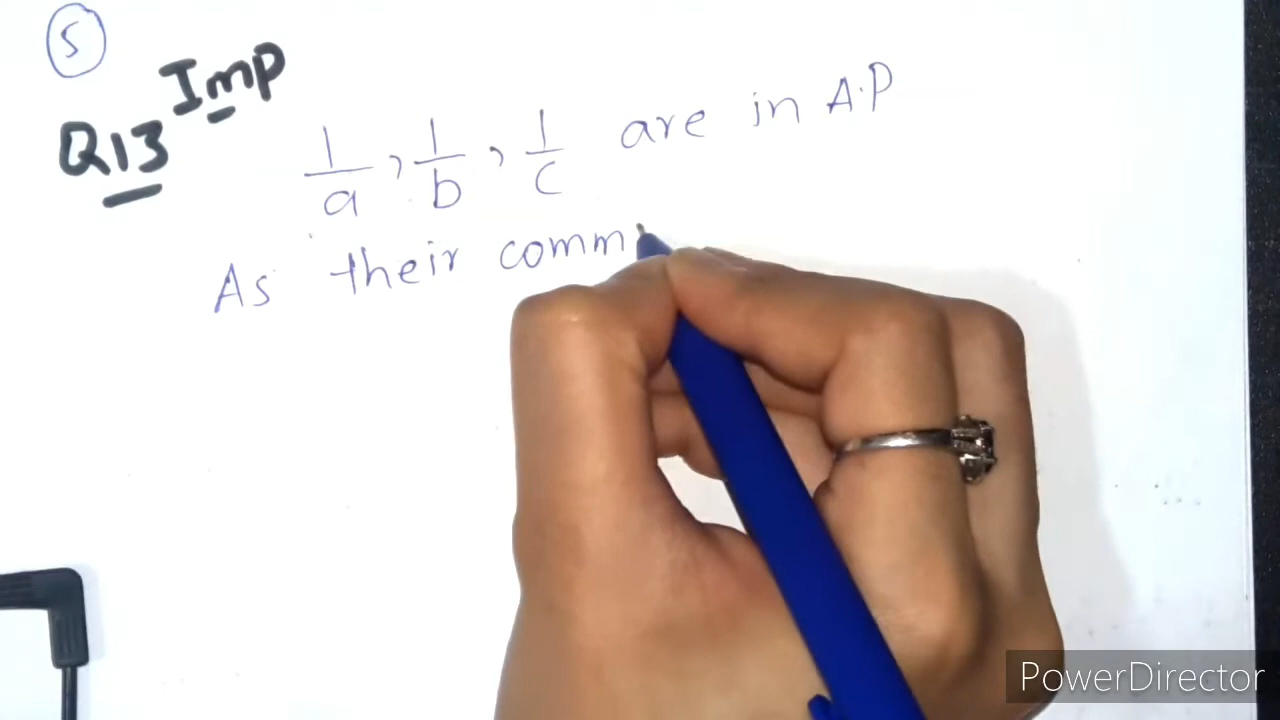 5
Q13 Imp
1/a, 1/b, 1/c are in A.P
As their comm
PowerDirector